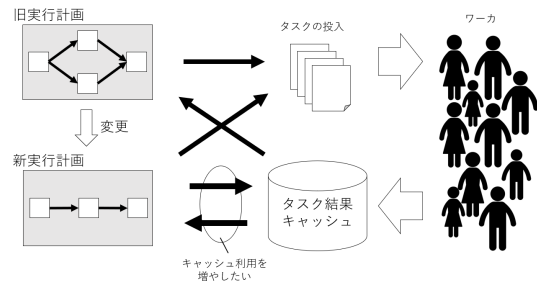 旧実行計画
タスクの投入
ワーカ
変更
新実行計画
タスク結果
キャッシュ
キャッシュ利用を
増やしたい